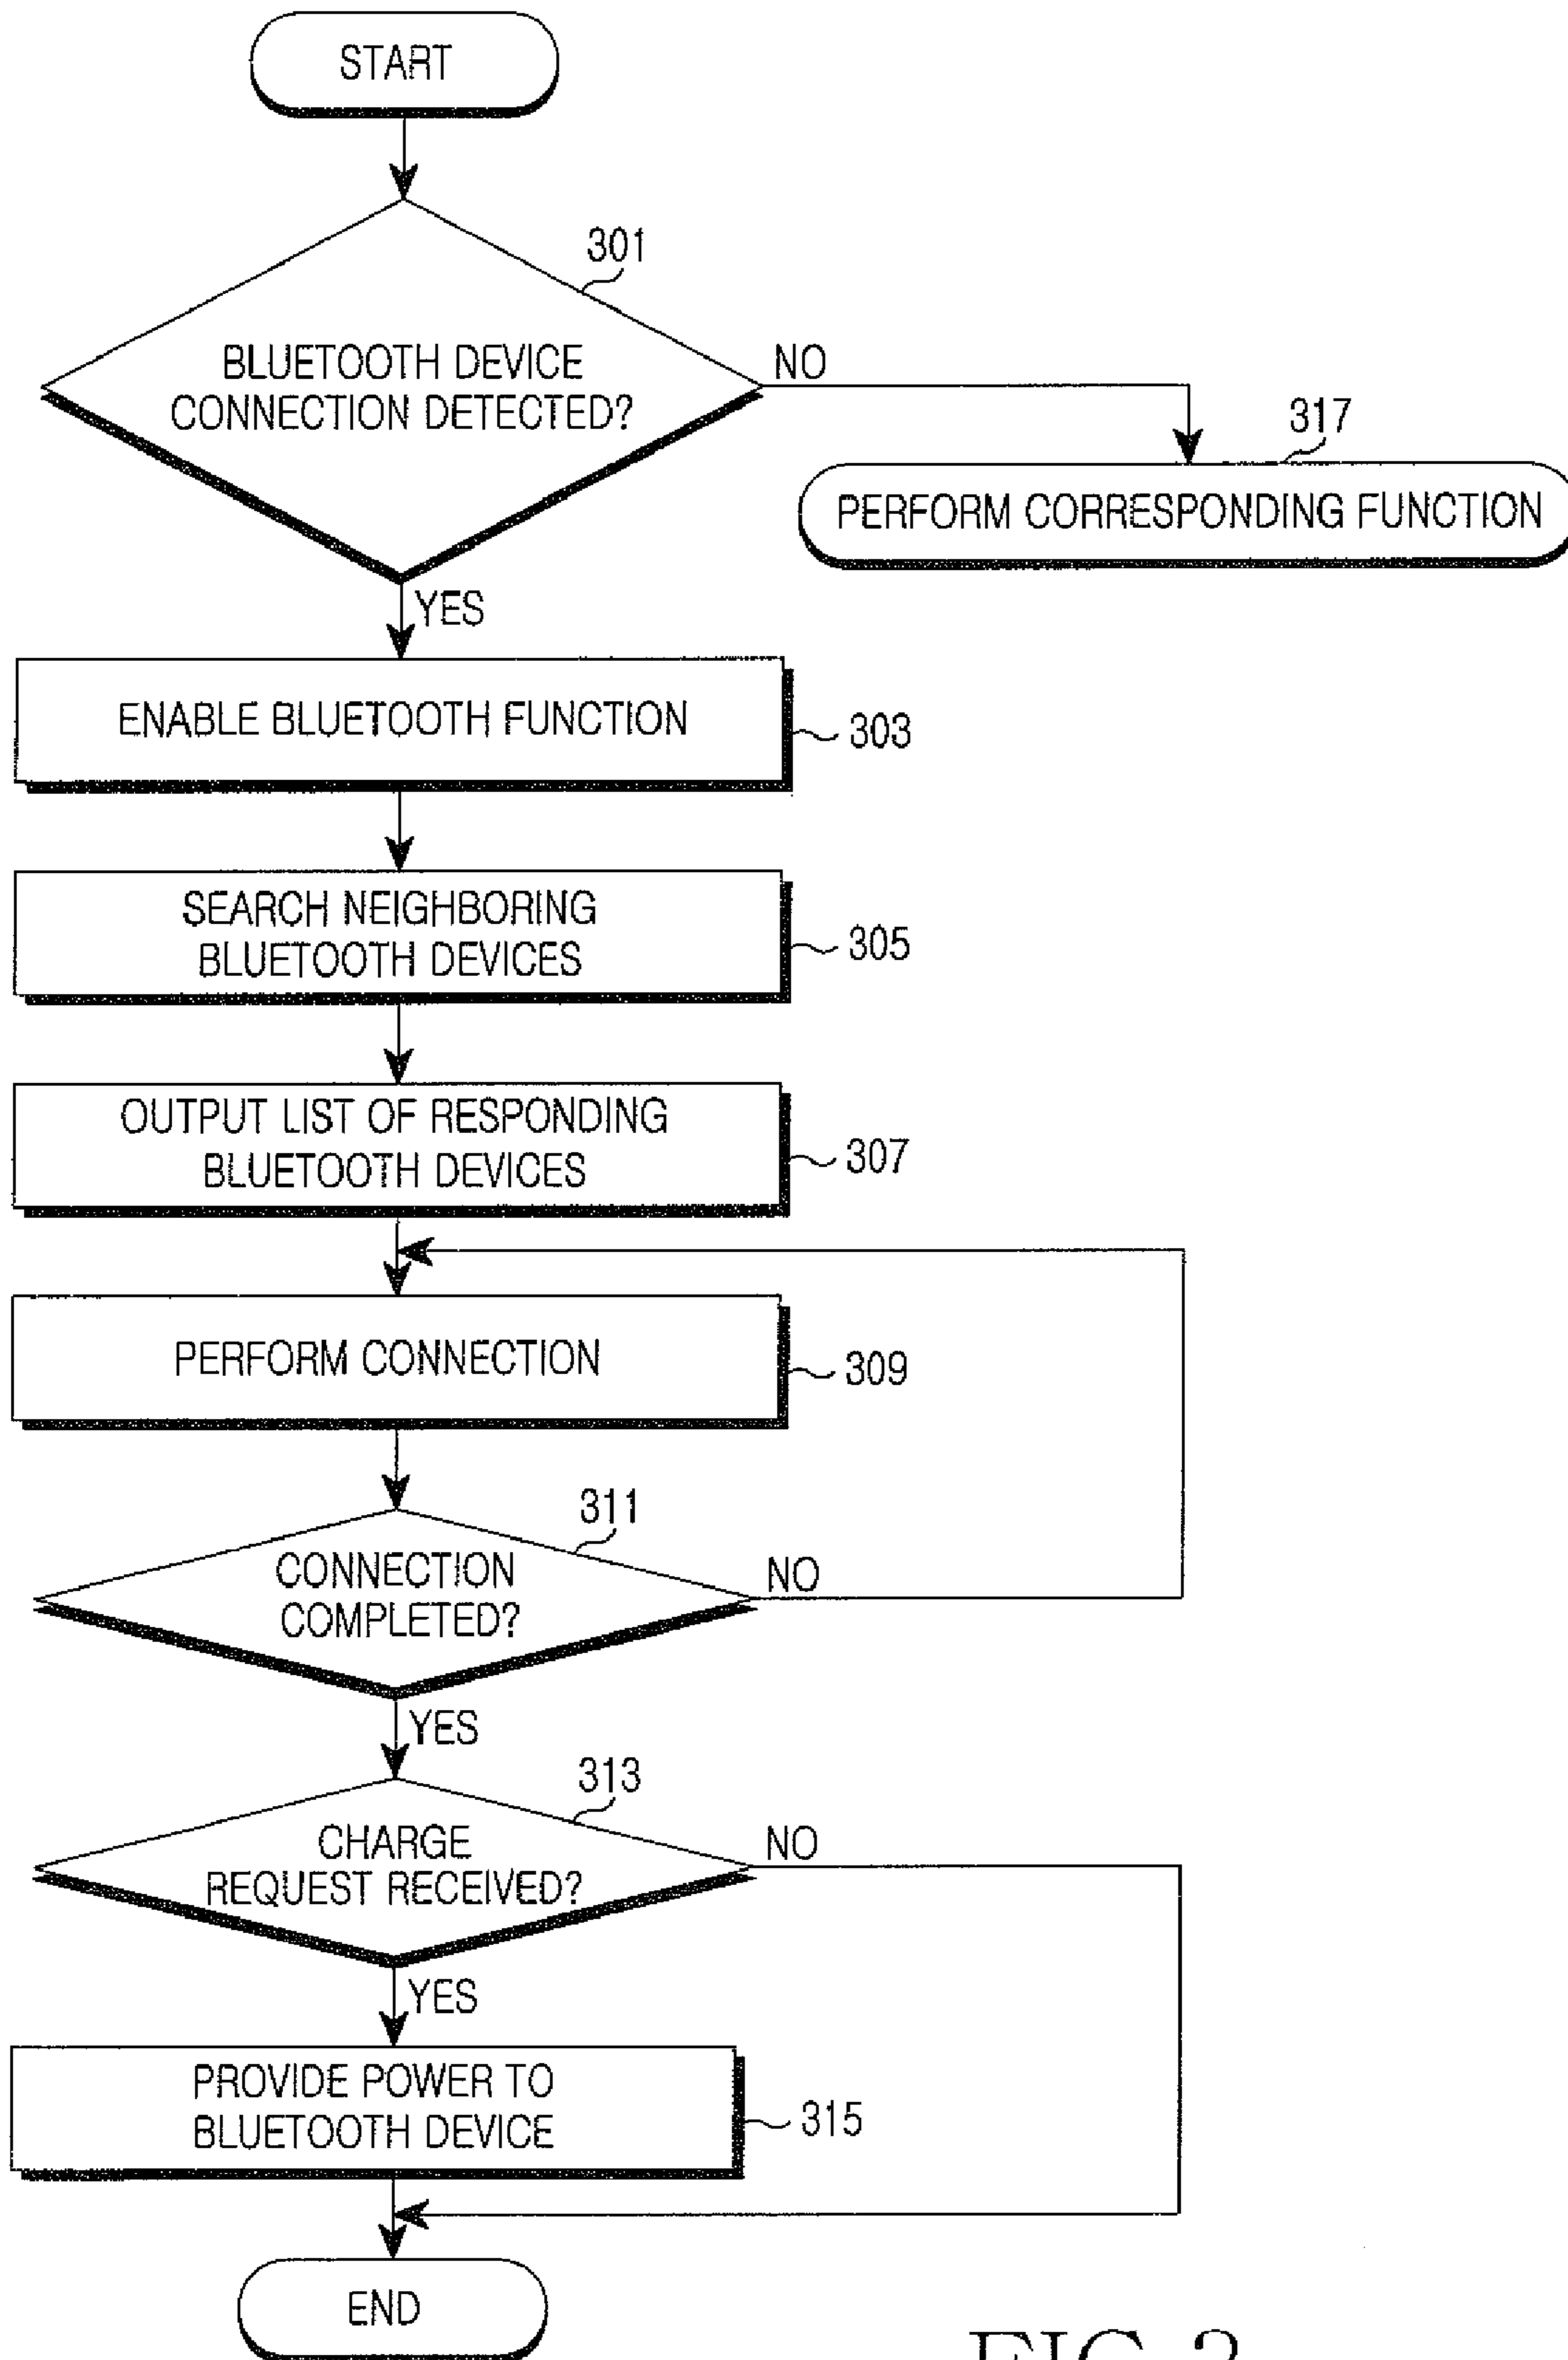 START
301
BLUETOOTH DEVICE
CONNECTION DETECTED?
NO
317
PERFORM CORRESPONDING FUNCTION
YES
ENABLE BLUETOOTH FUNCTION
303
SEARCH NEIGHBORING
BLUETOOTH DEVICES
305
OUTPUT LIST OF RESPONDING
BLUETOOTH DEVICES
307
PERFORM CONNECTION
309
311
CONNECTION
COMPLETED?
NO
YES
313
CHARGE
REQUEST RECEIVED?
NO
YES
PROVIDE POWER TO
BLUETOOTH DEVICE
315
END